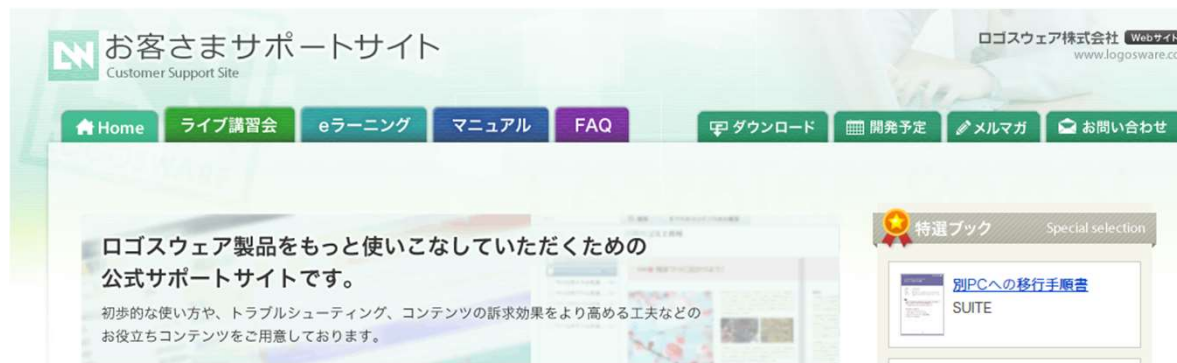 お客さまサポートサイト
Customer Support Site
ロゴスウェア株式会社 Webサイト
www.logosware.co
Home ライブ講習会 eラーニング マニュアル FAQ ダウンロード 開発予定 メルマガ お問い合わせ
ロゴスウェア製品をもっと使いこなしていただくための
公式サポートサイトです。
初歩的な使い方や、トラブルシューティング、コンテンツの訴求効果をより高める工夫などの
お役立ちコンテンツをご用意しております。
特選ブック Special selection
別PCへの移行手順書
SUITE